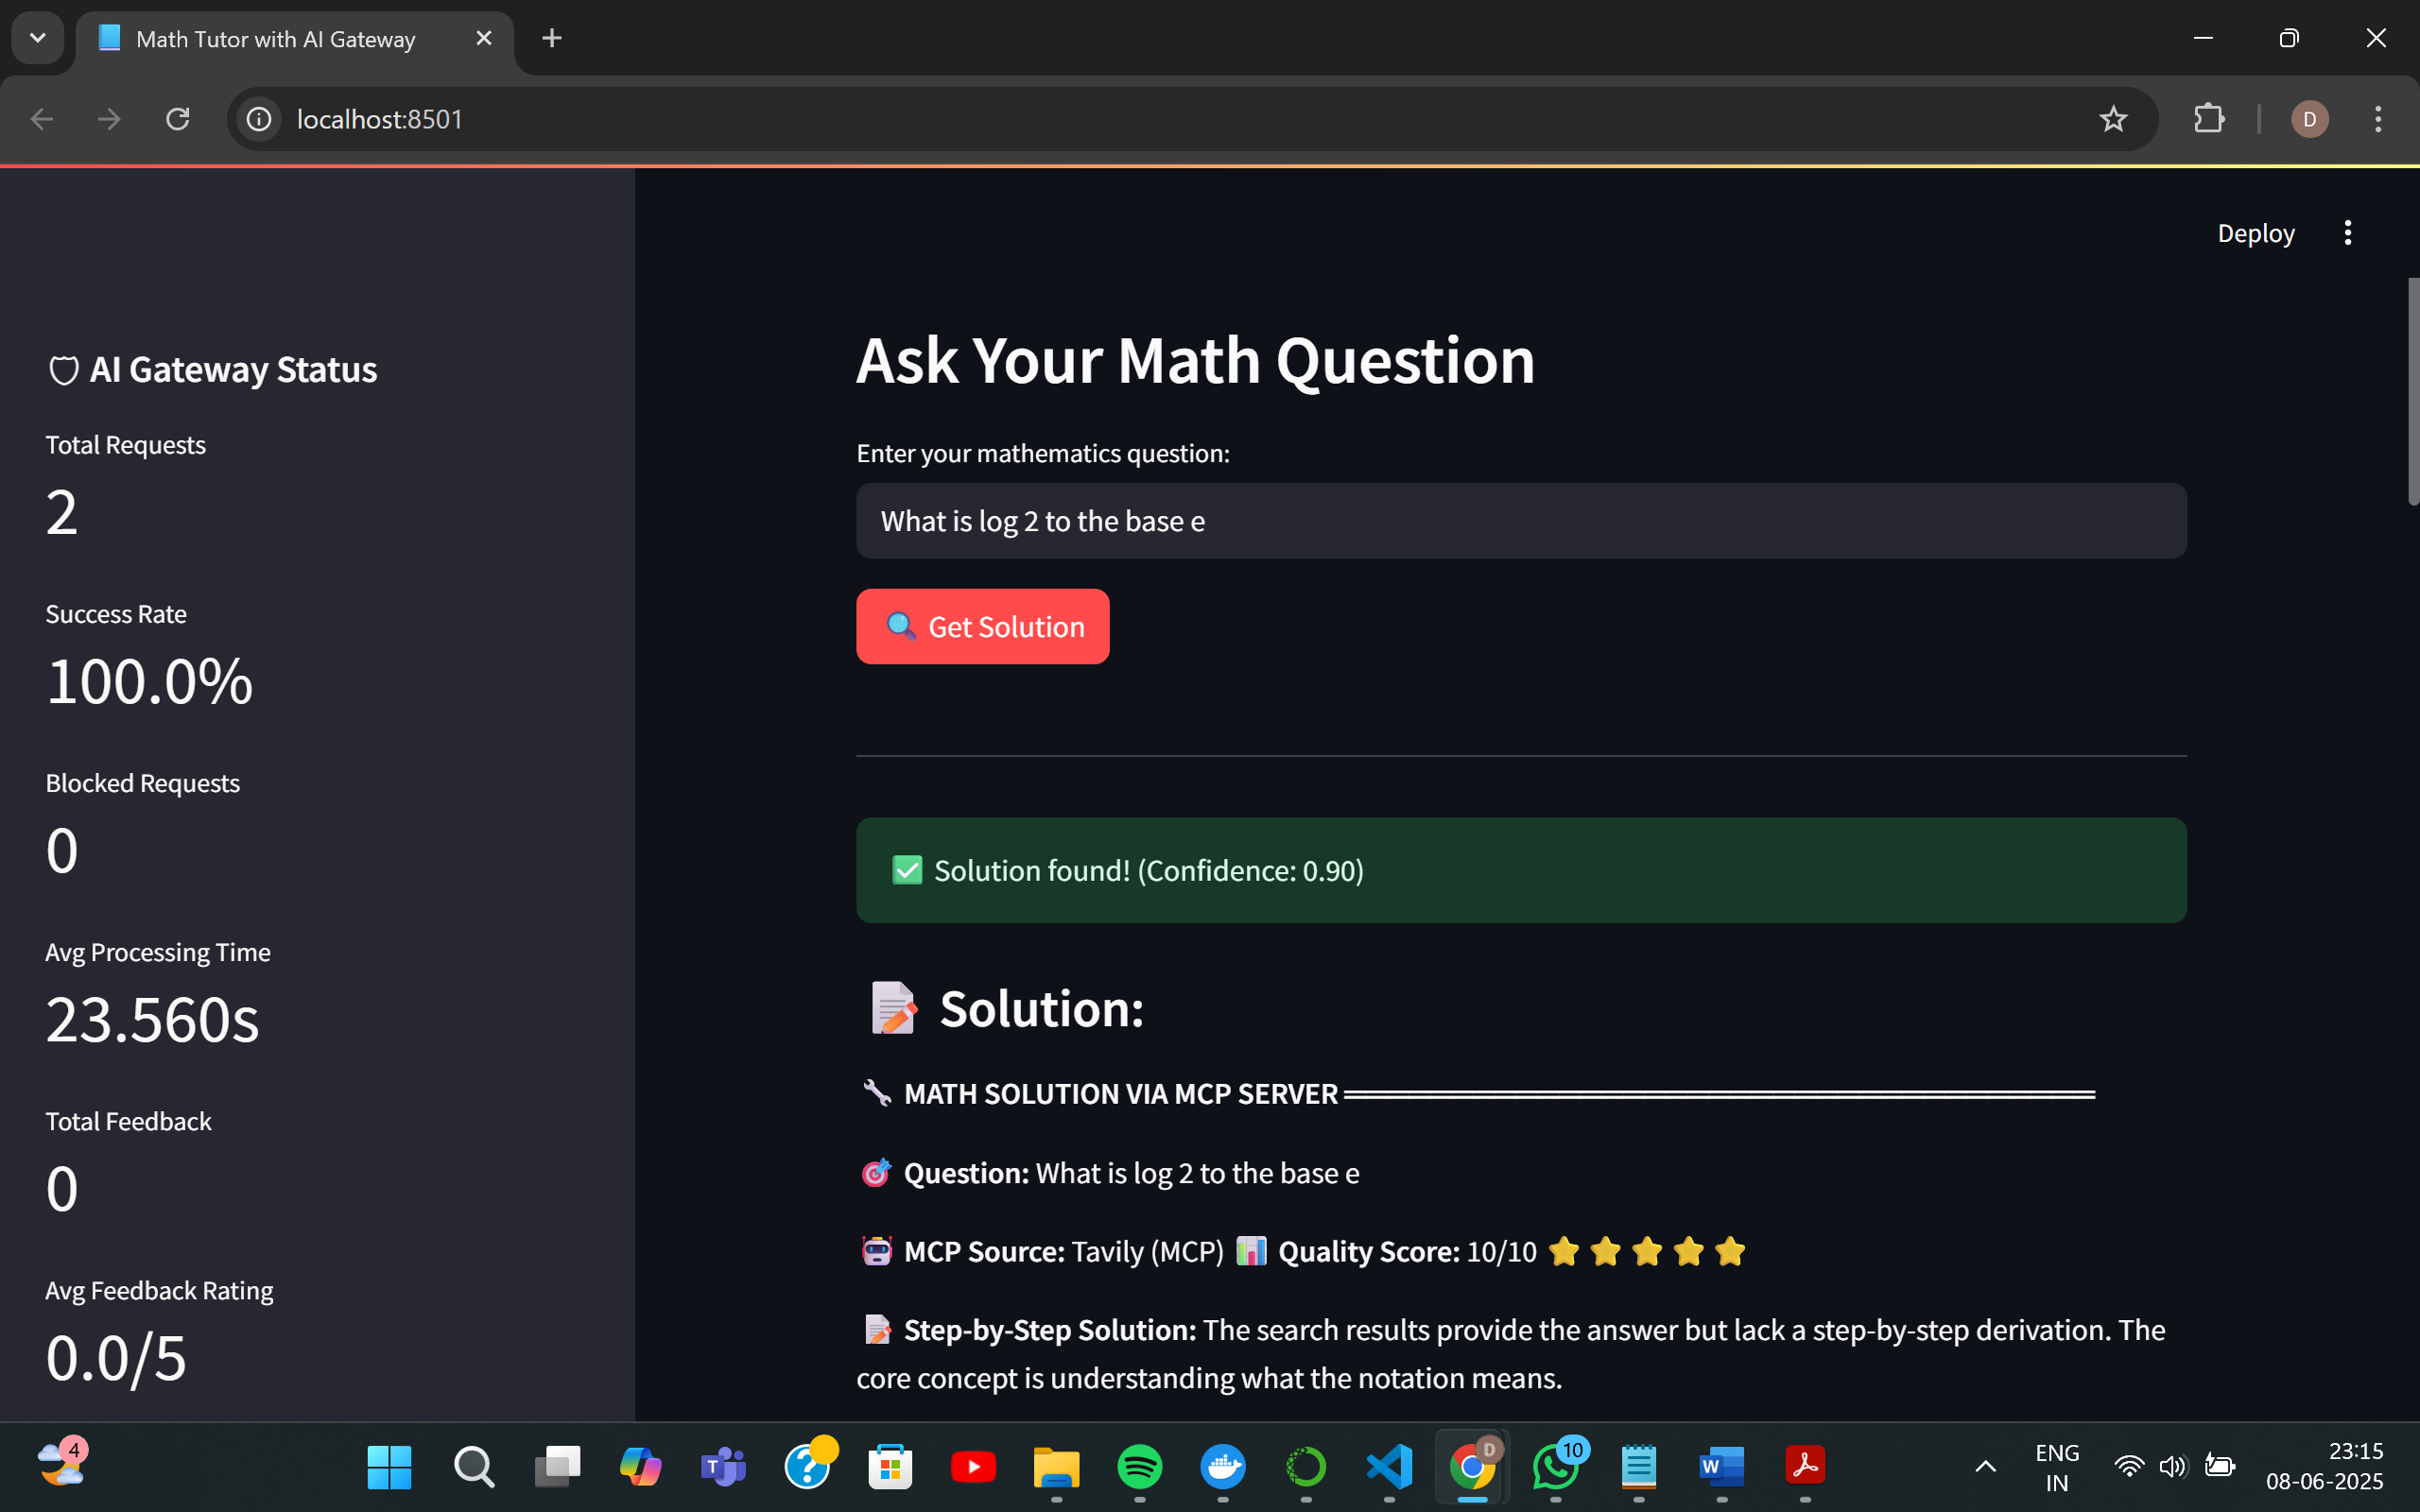 Math Tutor with AI Gateway
localhost:8501
D
Deploy
AI Gateway Status
Total Requests
2
Success Rate
100.0%
Blocked Requests
0
Avg Processing Time
23.560s
Total Feedback
0
Avg Feedback Rating
0.0/5
Ask Your Math Question
Enter your mathematics question:
What is log 2 to the base e
Get Solution
Solution found! (Confidence: 0.90)
Solution:
MATH SOLUTION VIA MCP SERVER
Question: What is log 2 to the base e
MCP Source: Tavily (MCP) Quality Score: 10/10
Step-by-Step Solution: The search results provide the answer but lack a step-by-step derivation. The
core concept is understanding what the notation means.
4
T
?
D
10
W
ENG
IN
23:15
08-06-2025